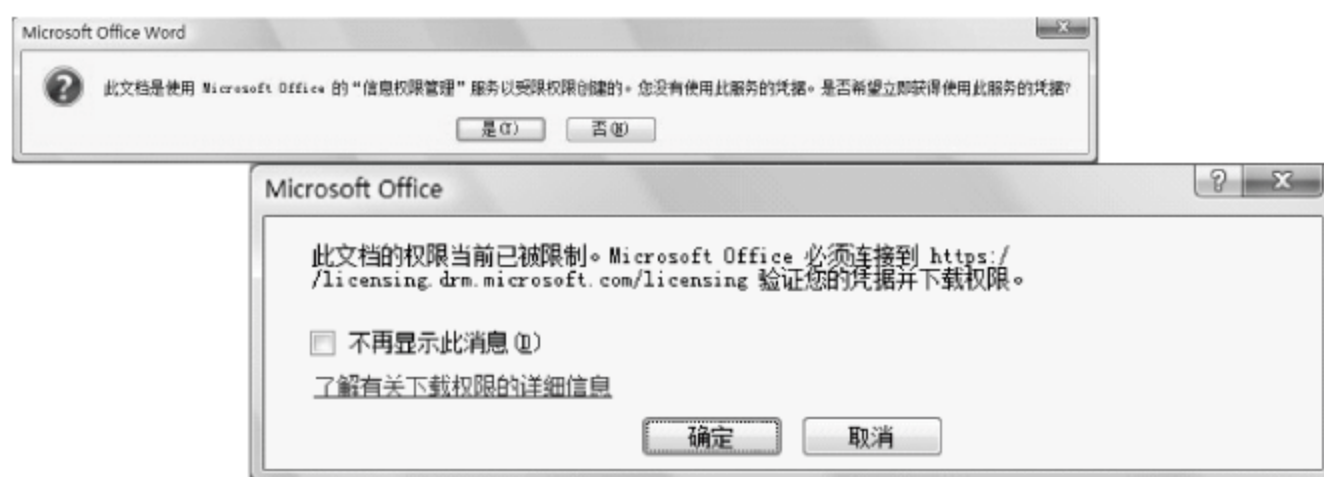 Microsoft Office Word
此文档是使用 Microsoft Office 的“信息权限管理”服务以受限权限创建的。您没有使用此服务的凭据。是否希望立即获得使用此服务的凭据?
是(Y) 否(N)
Microsoft Office
此文档的权限当前已被限制。Microsoft Office 必须连接到 https:/
/licensing.drm.microsoft.com/licensing 验证您的凭据并下载权限。
不再显示此消息(D)
了解有关下载权限的详细信息
确定 取消